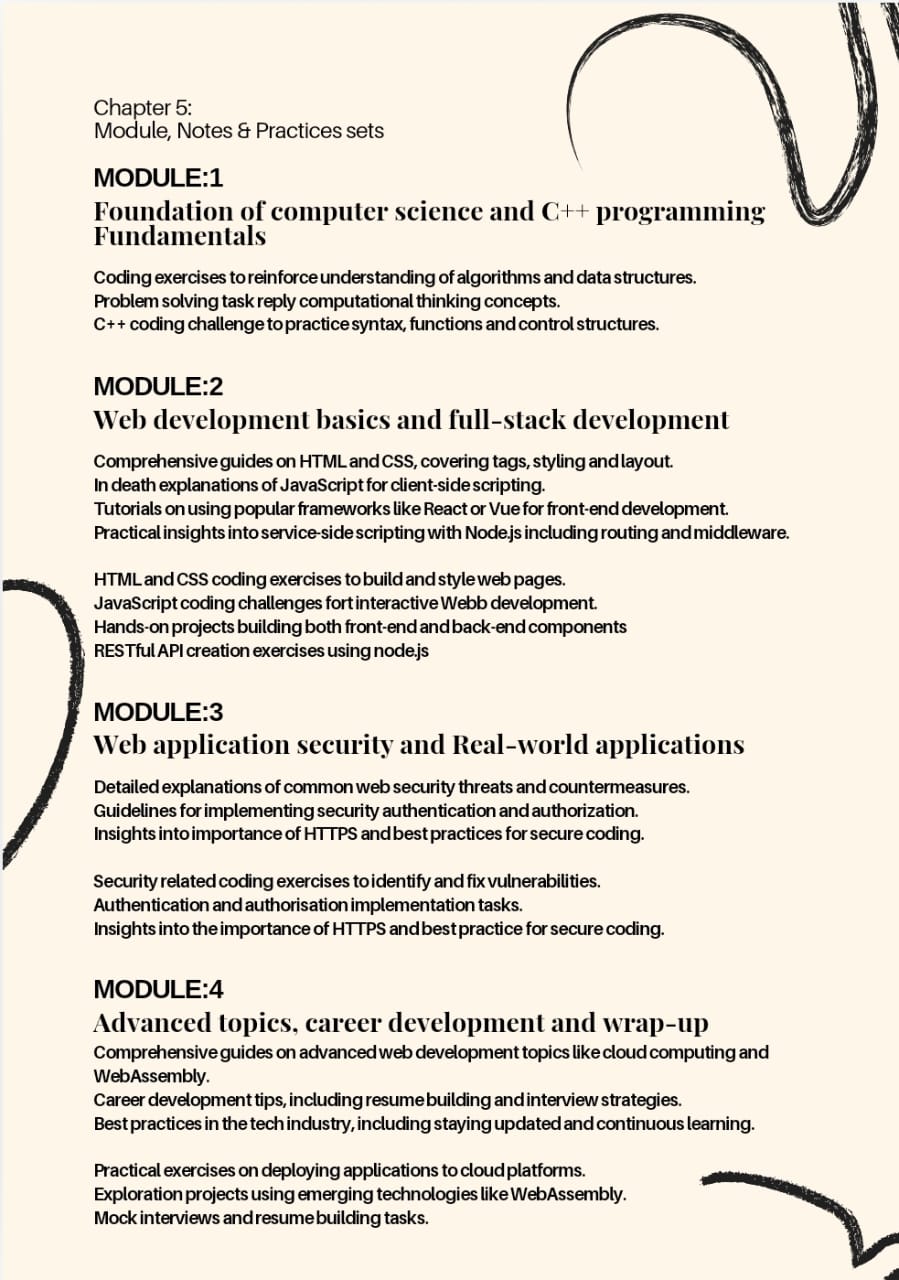 Chapter 5:
Module, Notes & Practices sets
MODULE:1
Foundation of computer science and C++ programming
Fundamentals
Coding exercises to reinforce understanding of algorithms and data structures.
Problem solving task reply computational thinking concepts.
C++ coding challenge to practice syntax, functions and control structures.
MODULE:2
Web development basics and full-stack development
Comprehensive guides on HTML and CSS, covering tags, styling and layout.
In death explanations of JavaScript for client-side scripting.
Tutorials on using popular frameworks like React or Vue for front-end development.
Practical insights into service-side scripting with Node.js including routing and middleware.
HTML and CSS coding exercises to build and style web pages.
JavaScript coding challenges fort interactive Webb development.
Hands-on projects building both front-end and back-end components
RESTful API creation exercises using node.js
MODULE:3
Web application security and Real-world applications
Detailed explanations of common web security threats and countermeasures.
Guidelines for implementing security authentication and authorization.
Insights into importance of HTTPS and best practices for secure coding.
Security related coding exercises to identify and fix vulnerabilities.
Authentication and authorisation implementation tasks.
Insights into the importance of HTTPS and best practice for secure coding.
MODULE:4
Advanced topics, career development and wrap-up
Comprehensive guides on advanced web development topics like cloud computing and
WebAssembly.
Career development tips, including resume building and interview strategies.
Best practices in the tech industry, including staying updated and continuous learning.
Practical exercises on deploying applications to cloud platforms.
Exploration projects using emerging technologies like WebAssembly.
Mock interviews and resume building tasks.